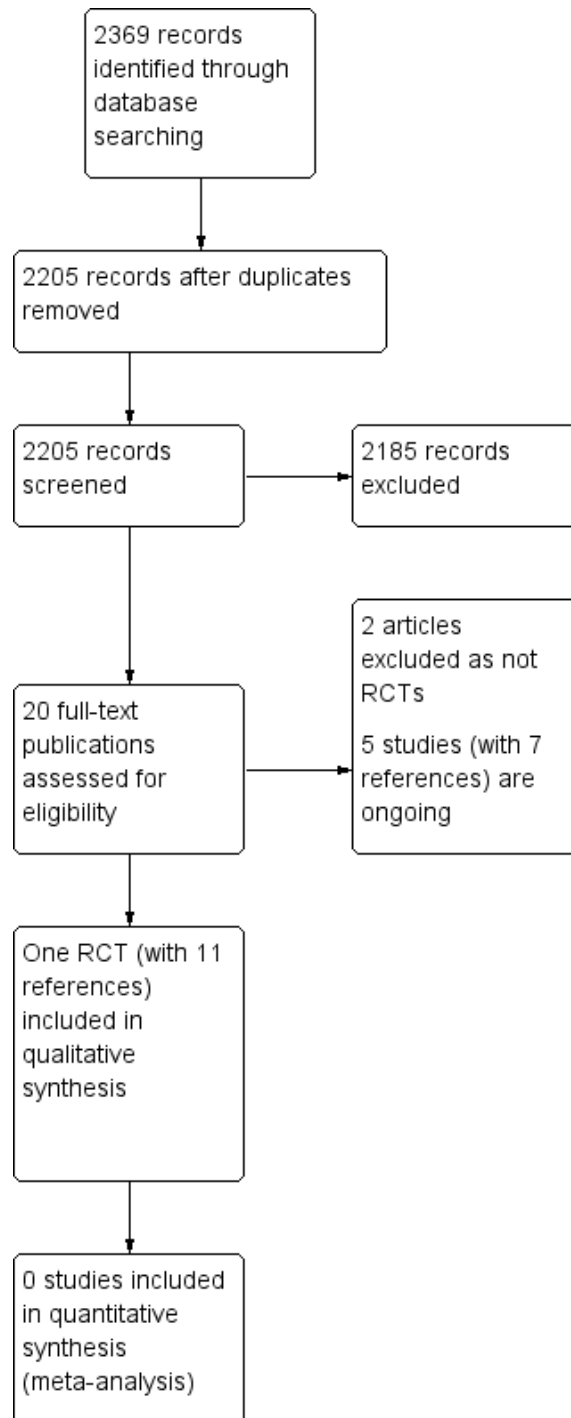 2369 records
identified through
database
searching
2205 records after duplicates
removed
2205 records
screened
2185 records
excluded
20 full-text
publications
assessed for
eligibility
2 articles
excluded as not
RCTs
5 studies (with 7
references) are
ongoing
One RCT (with 11
references)
included in
qualitative
synthesis
0 studies included
in quantitative
synthesis
(meta-analysis)